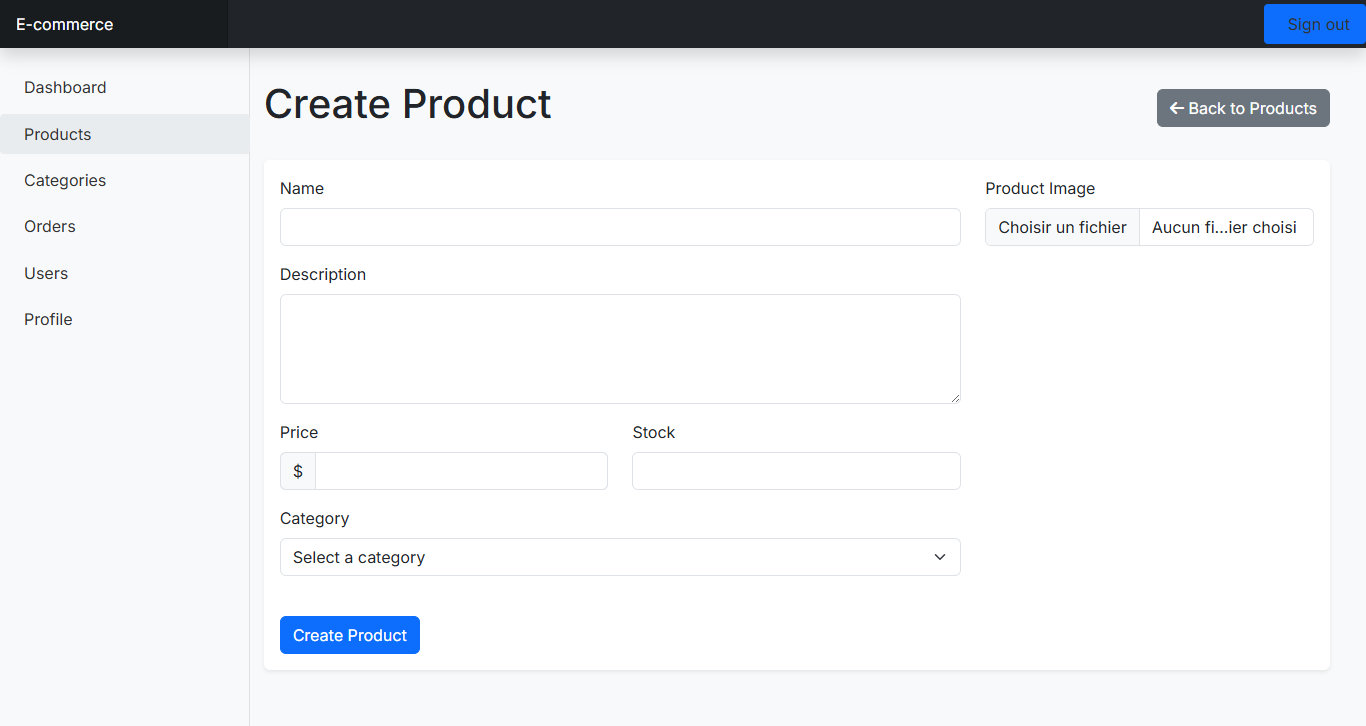 E-commerce
Sign out
Dashboard
Products
Categories
Orders
Users
Profile
Create Product
Back to Products
Name
Product Image
Choisir un fichier
Aucun fi...ier choisi
Description
Price
Stock
$
Category
Select a category
Create Product